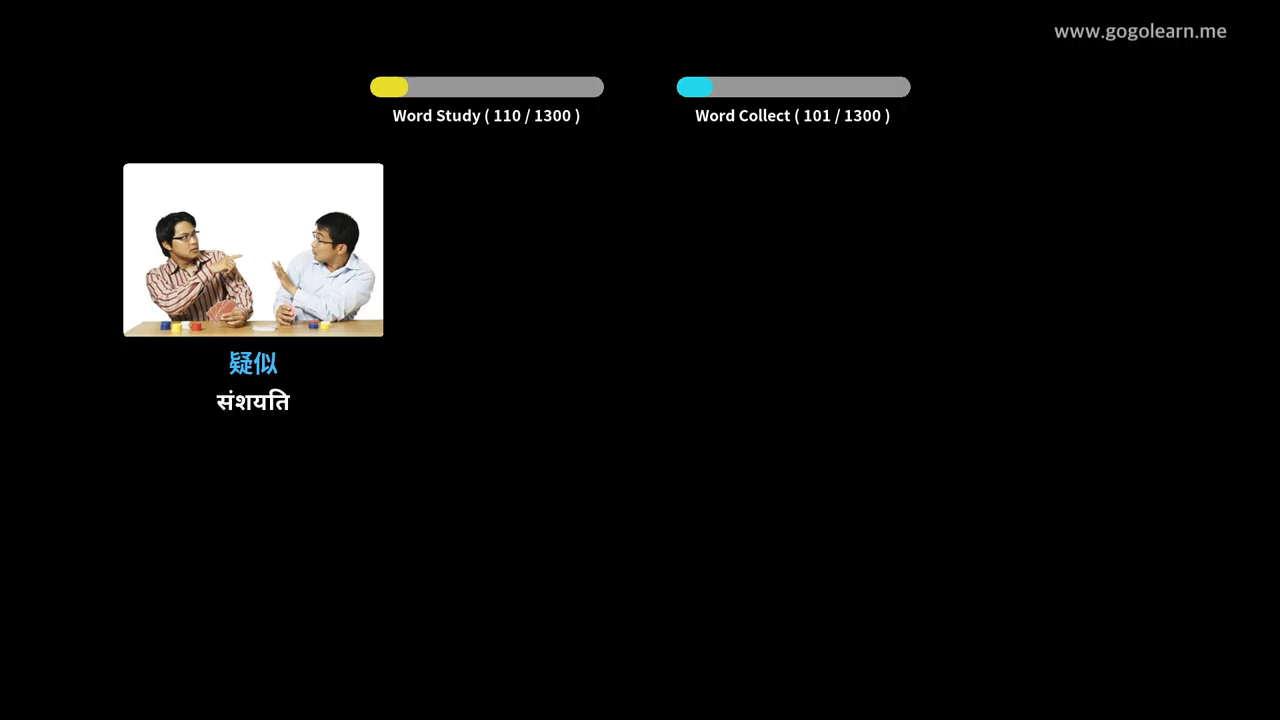 www.gogolearn.me
Word Study ( 110 / 1300 )
Word Collect ( 101 / 1300 )
疑似
संशयति